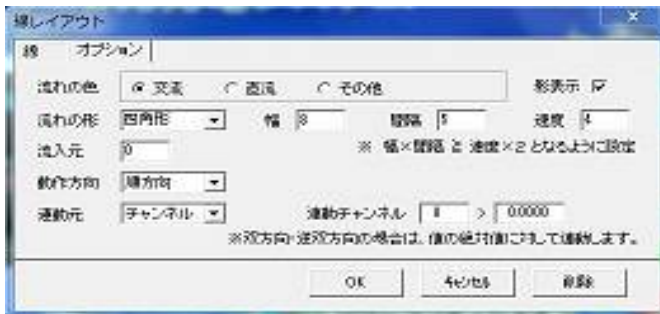 線レイアウト
線 オプション
流れの色 交流 直流 その他 影表示
流れの形 四角形 幅 8 間隔 5 速度 4
流入元 0
※ 幅×間隔 ≧ 速度×2 となるように設定
動作方向 順方向
連動元 チャンネル 連動チャンネル > 0.0000
※双方向・逆双方向の場合は、値の絶対値に対して連動します。
OK キャンセル 削除